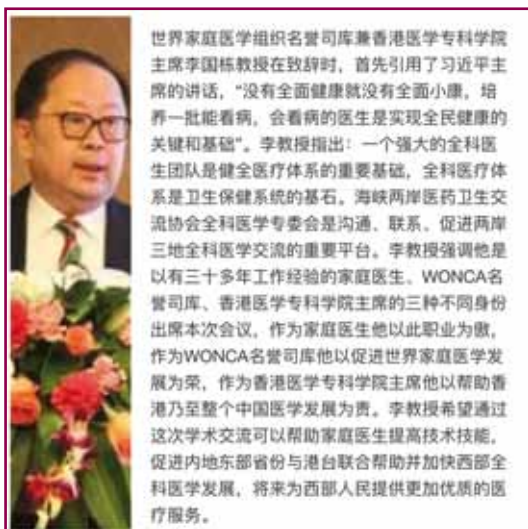 世界家庭医学组织名誉司库兼香港医学专科学院
主席李国栋教授在致辞时，首先引用了习近平主
席的讲话，“没有全面健康就没有全面小康，培
养一批能看病，会看病的医生是实现全民健康的
关键和基础”。李教授指出：一个强大的全科医
生团队是健全医疗体系的重要基础，全科医疗体
系是卫生保健系统的基石。海峡两岸医药卫生交
流协会全科医学专委会是沟通、联系、促进两岸
三地全科医学交流的重要平台。李教授强调他是
以有三十多年工作经验的家庭医生、WONCA名
誉司库、香港医学专科学院主席的三种不同身份
出席本次会议，作为家庭医生他以此职业为傲，
作为WONCA名誉司库他以促进世界家庭医学发
展为荣，作为香港医学专科学院主席他以帮助香
港乃至整个中国医学发展为责。李教授希望通过
这次学术交流可以帮助家庭医生提高技术技能，
促进内地东部省份与港台联合帮助并加快西部全
科医学发展，将来为西部人民提供更加优质的医
疗服务。